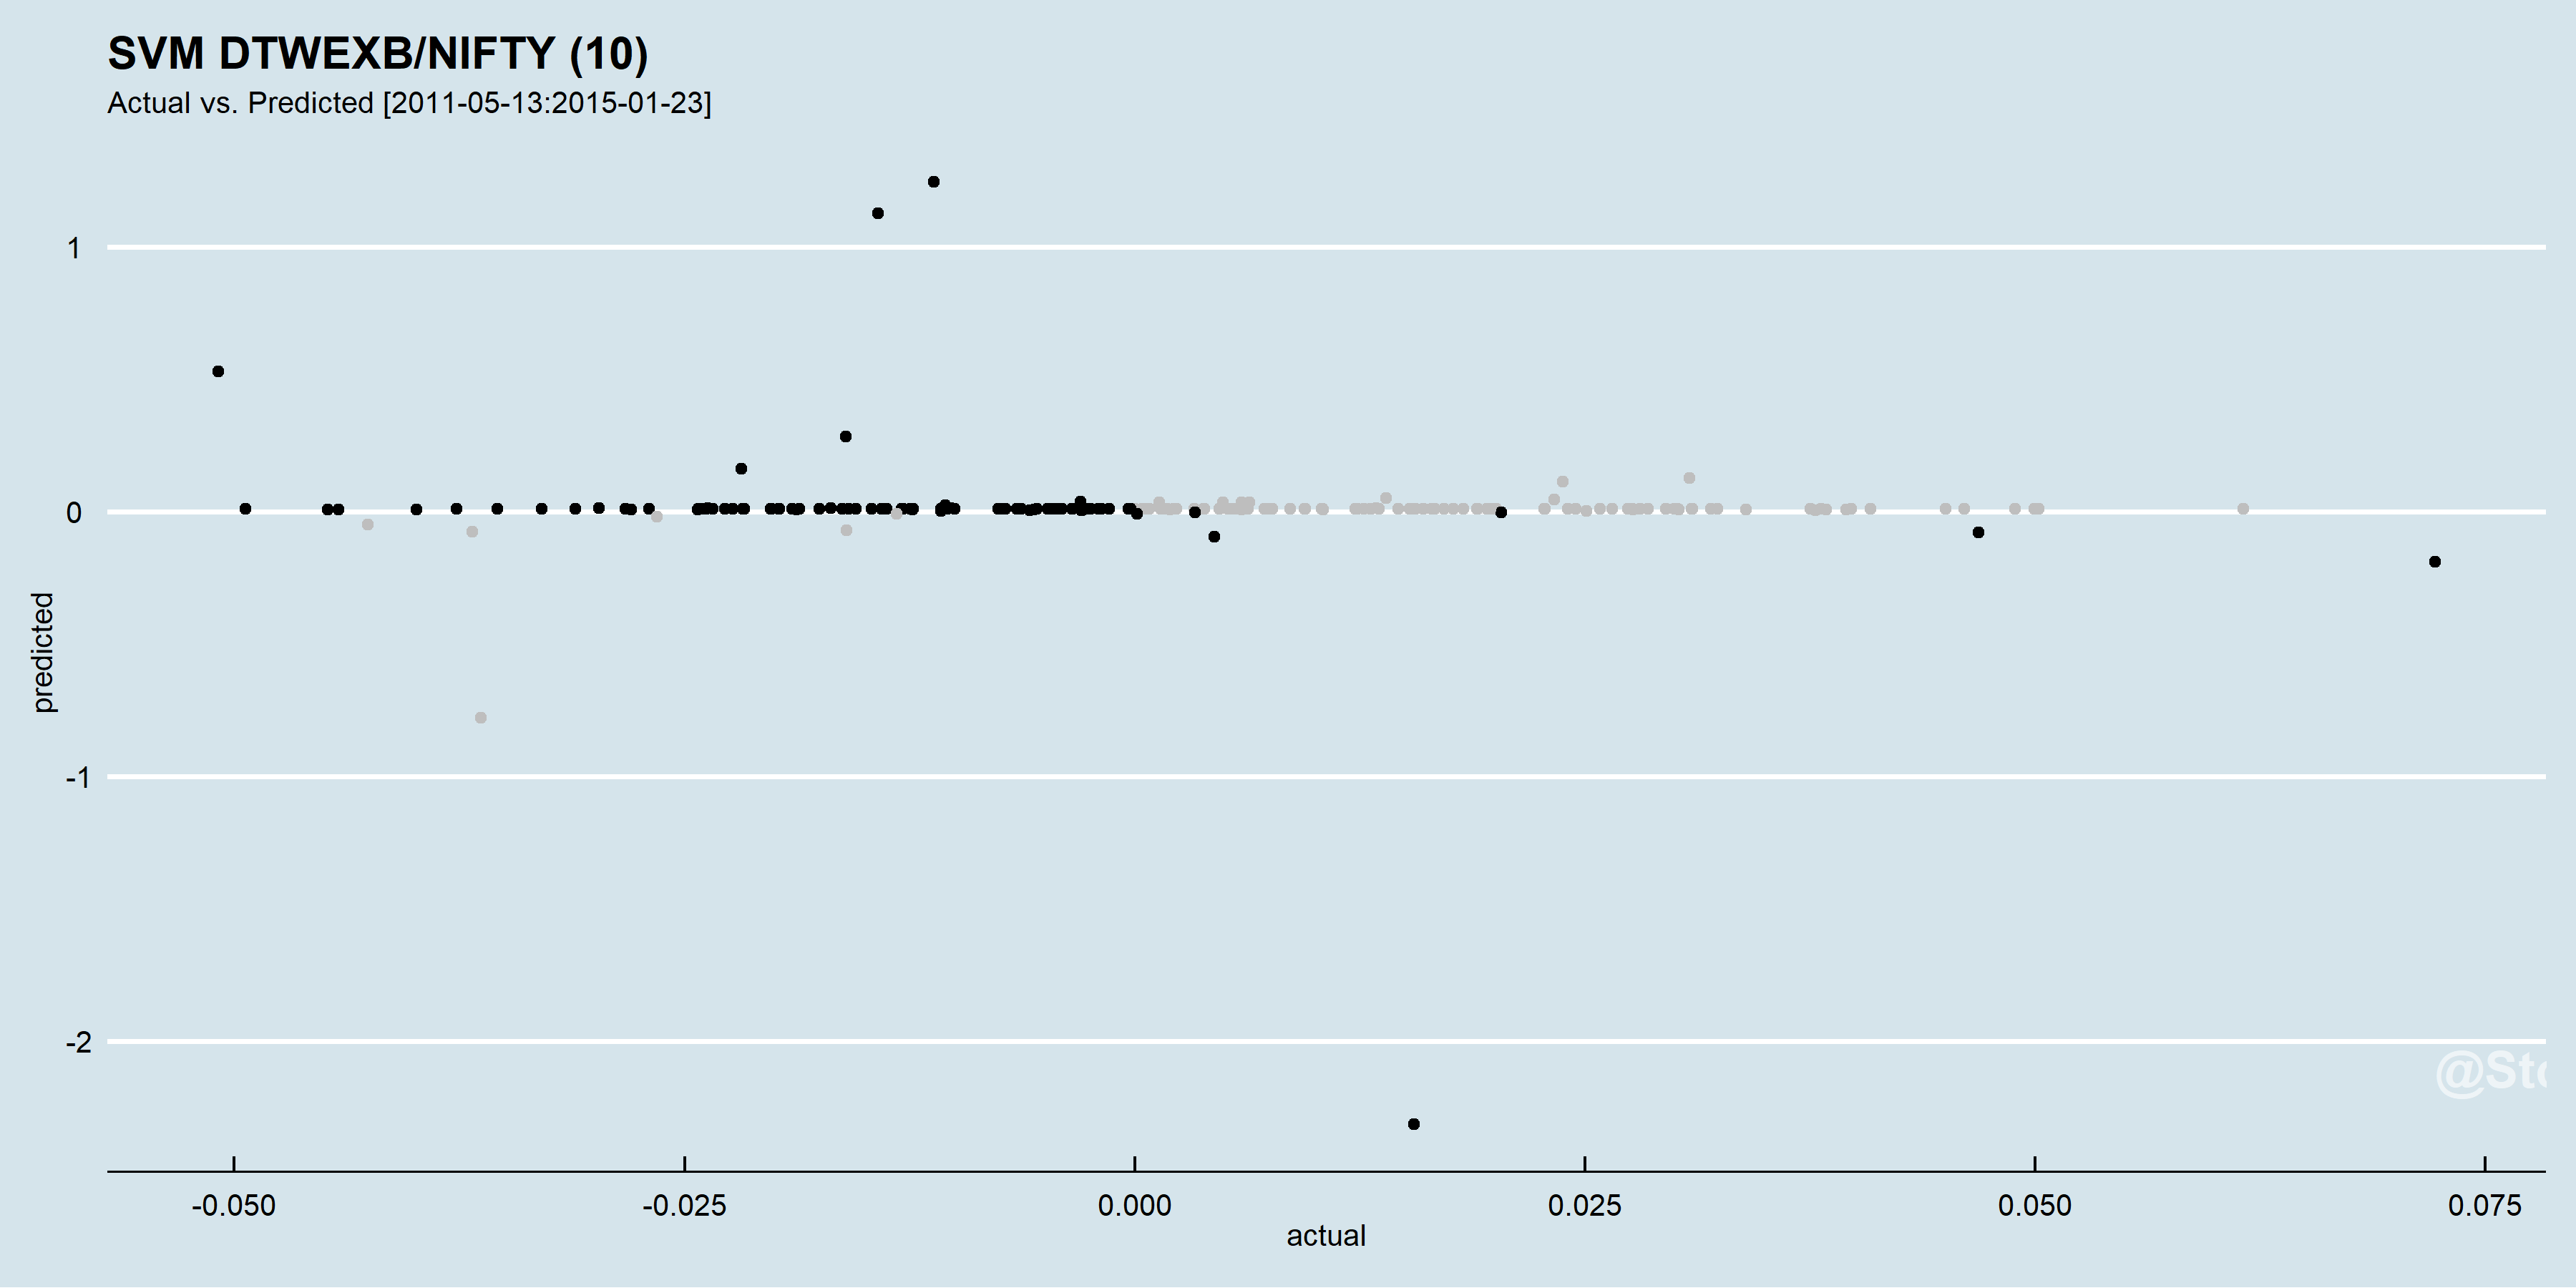 SVM DTWEXB/NIFTY (10)
Actual vs. Predicted [2011-05-13:2015-01-23]
1
0
-1
-2
predicted
-0.050 -0.025 0.000 0.025 0.050 0.075
actual